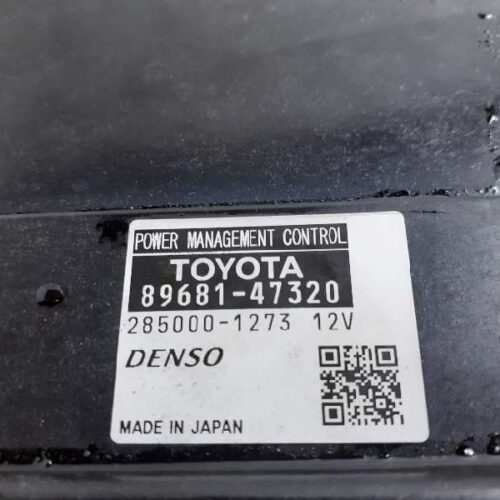 POWER MANAGEMENT CONTROL
TOYOTA
89681-47320
285000-1273 12V
DENSO
MADE IN JAPAN